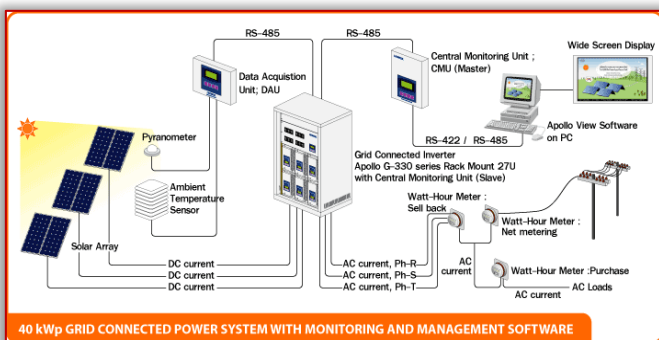 RS-485
RS-485
Wide Screen Display
Data Acquistion
Unit; DAU
Central Monitoring Unit ;
CMU (Master)
Pyranometer
RS-422 / RS-485
Apollo View Software
on PC
Grid Connected Inverter
Apollo G-330 series Rack Mount 27U
with Central Monitoring Unit (Slave)
Ambient
Temperature
Sensor
Watt-Hour Meter :
Sell back
Watt-Hour Meter :
Net metering
Solar Array
DC current
DC current
DC current
AC current, Ph-R
AC current, Ph-S
AC current, Ph-T
AC
current
Watt-Hour Meter :Purchase
AC current
AC Loads
40 kWp GRID CONNECTED POWER SYSTEM WITH MONITORING AND MANAGEMENT SOFTWARE